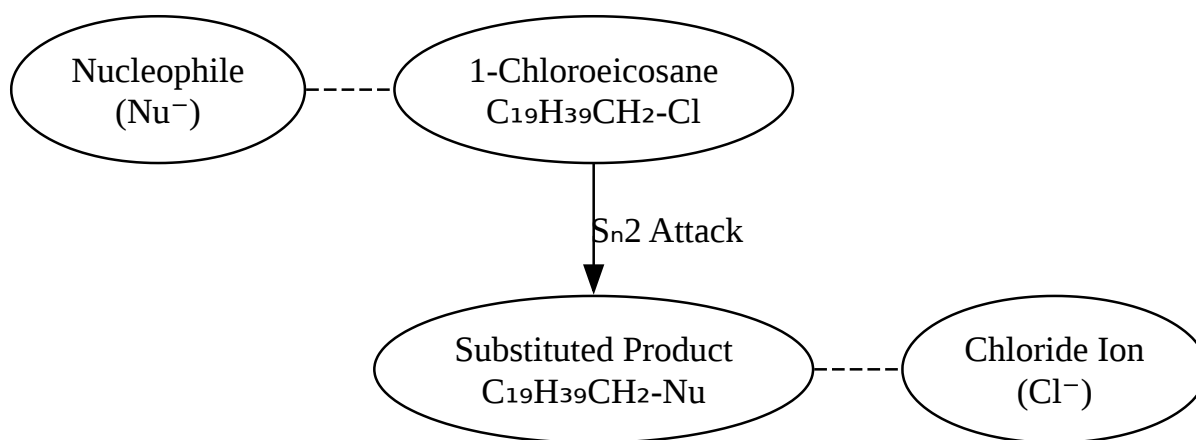 Nucleophile
(Nu⁻)
1-Chloroeicosane
C₁₉H₃₉CH₂-Cl
Sₙ2 Attack
Substituted Product
C₁₉H₃₉CH₂-Nu
Chloride Ion
(Cl⁻)